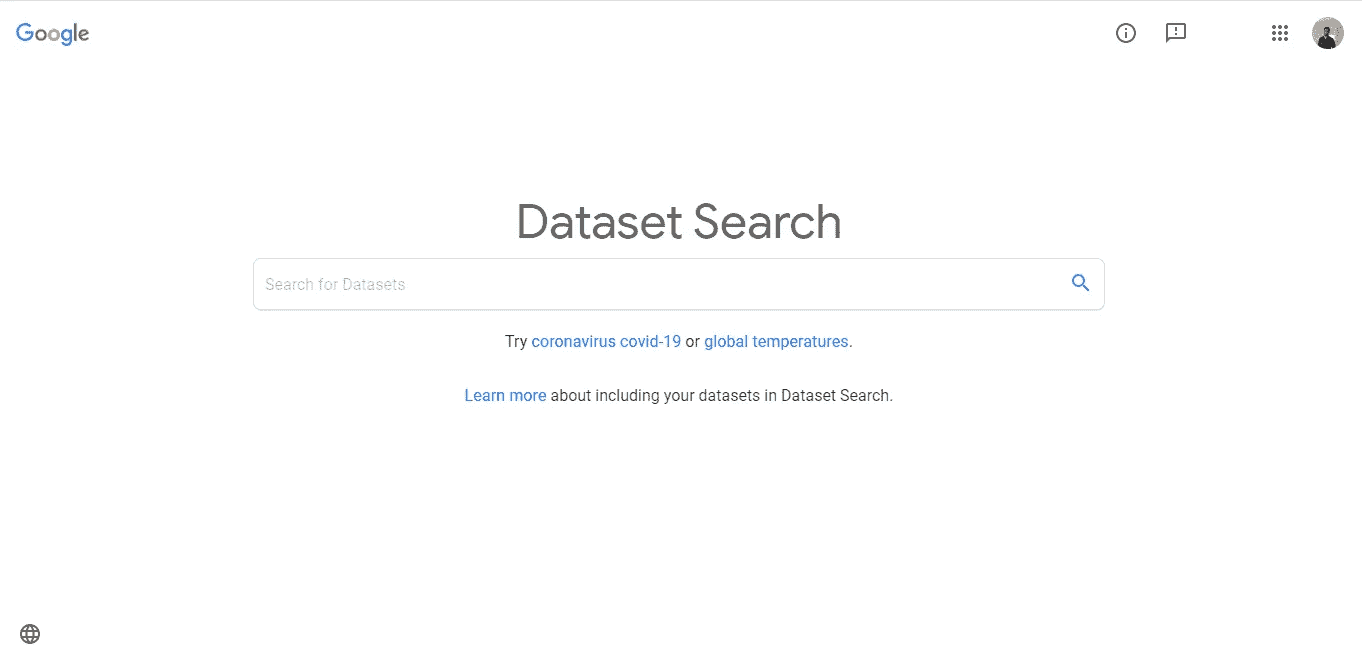 Google
Dataset Search
Search for Datasets
Try coronavirus covid-19 or global temperatures.
Learn more about including your datasets in Dataset Search.